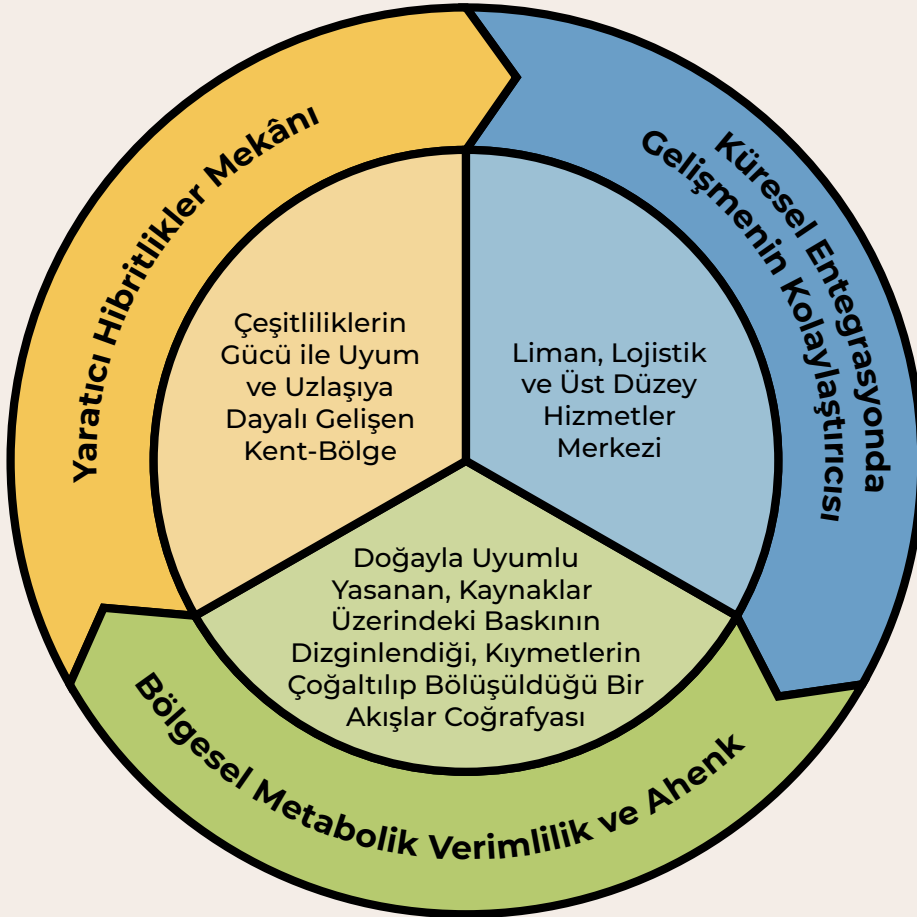 Yaratıcı Hibritlikler Mekânı
Küresel Entegrasyonda
Gelişmenin Kolaylaştırıcısı
Çeşitliliklerin
Gücü ile Uyum
ve Uzlaşıya
Dayalı Gelişen
Kent-Bölge
Liman, Lojistik
ve Üst Düzey
Hizmetler
Merkezi
Doğayla Uyumlu
Yasanan, Kaynaklar
Üzerindeki Baskının
Dizginlendiği, Kıymetlerin
Çoğaltılıp Bölüşüldüğü Bir
Akışlar Coğrafyası
Bölgesel Metabolik Verimlilik ve Ahenk